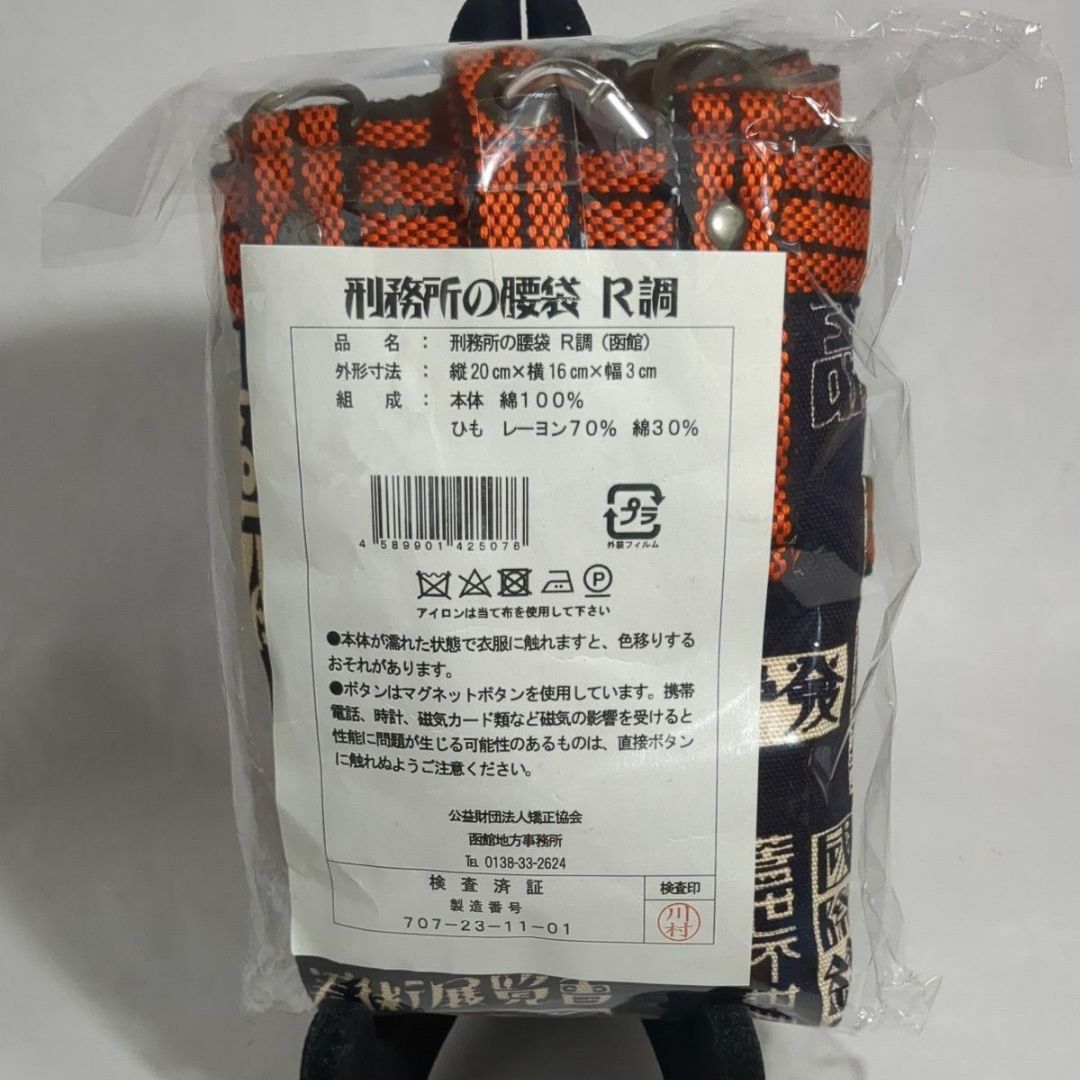 刑務所の腰袋 R調
品 名 : 刑務所の腰袋 R調(函館)
外形寸法 : 縦20cm×横16cm×幅3cm
組 成 : 本体 綿100%
ひも レーヨン70% 綿30%
4 589901 425076
プラ
外装フィルム
P
アイロンは当て布を使用して下さい
●本体が濡れた状態で衣服に触れますと、色移りする
おそれがあります。
●ボタンはマグネットボタンを使用しています。携帯
電話、時計、磁気カード類など磁気の影響を受けると
性能に問題が生じる可能性のあるものは、直接ボタン
に触れぬようご注意ください。
公益財団法人矯正協会
函館地方事務所
℡ 0138-33-2624
検 査 済 証
製造番号
707-23-11-01
検査印
川村
発
美術展覧會